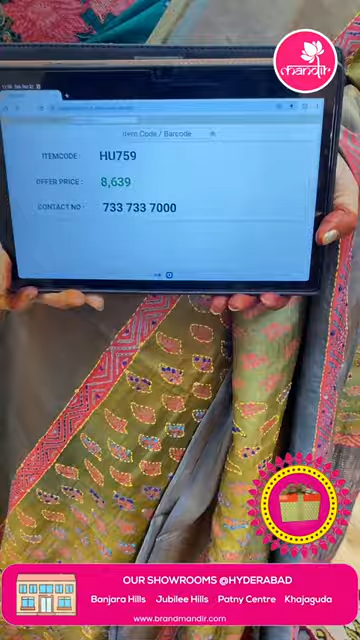 mandir
Item Code / Barcode
ITEMCODE : HU759
OFFER PRICE : 8,639
CONTACT NO : 733 733 7000
OUR SHOWROOMS @HYDERABAD
Banjara Hills Jubilee Hills Patny Centre Khajaguda
www.brandmandir.com